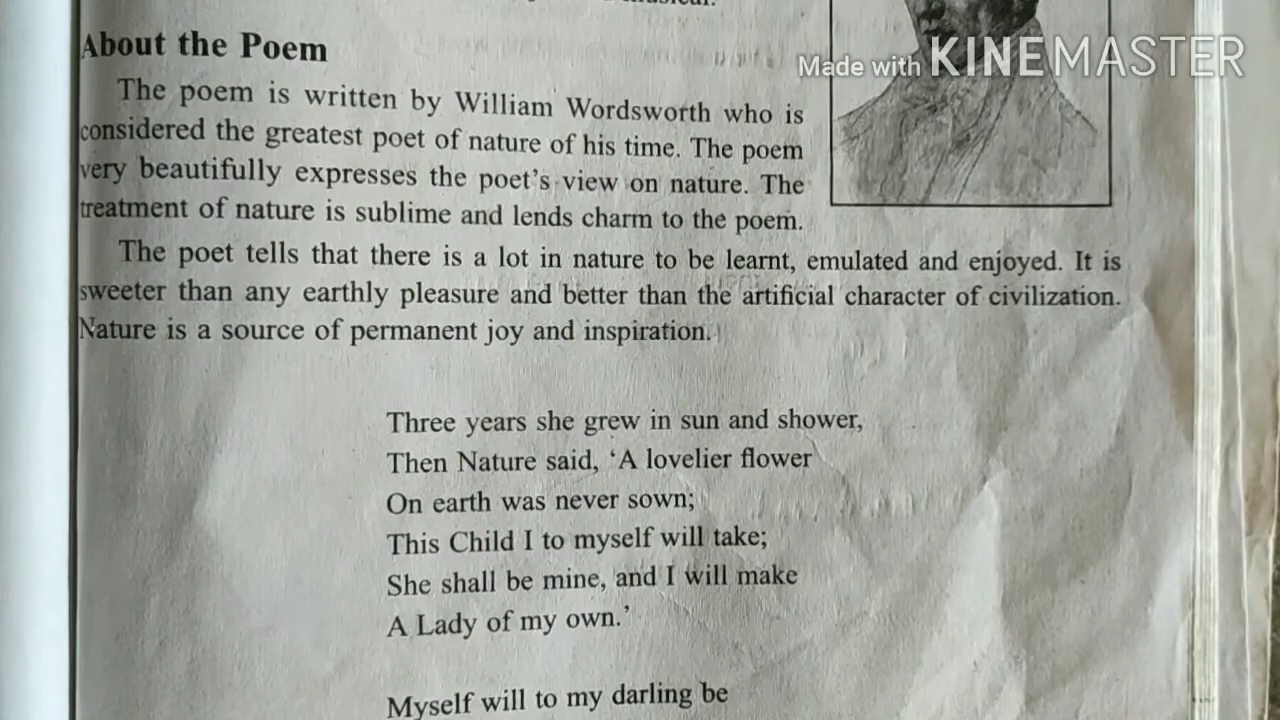 About the Poem
Made with KINEMASTER
The poem is written by William Wordsworth who is
considered the greatest poet of nature of his time. The poem
very beautifully expresses the poet's view on nature. The
treatment of nature is sublime and lends charm to the poem.
The poet tells that there is a lot in nature to be learnt, emulated and enjoyed. It is
sweeter than any earthly pleasure and better than the artificial character of civilization.
Nature is a source of permanent joy and inspiration.
Three years she grew in sun and shower,
Then Nature said, ‘A lovelier flower
On earth was never sown;
This Child I to myself will take;
She shall be mine, and I will make
A Lady of my own.’
Myself will to my darling be